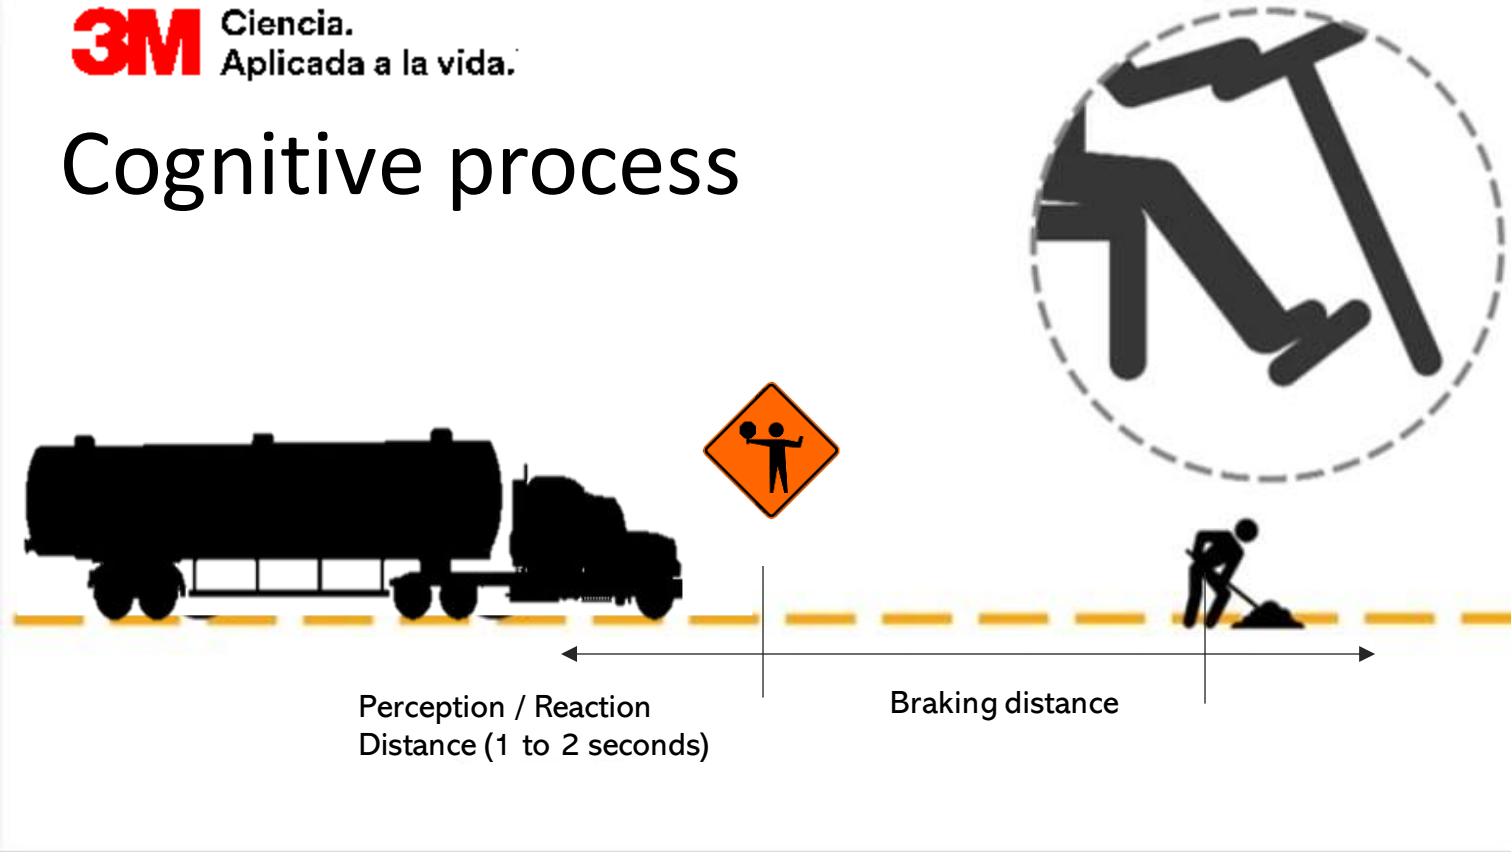 3M
Ciencia.
Aplicada a la vida.
Cognitive process
Perception / Reaction
Distance (1 to 2 seconds)
Braking distance